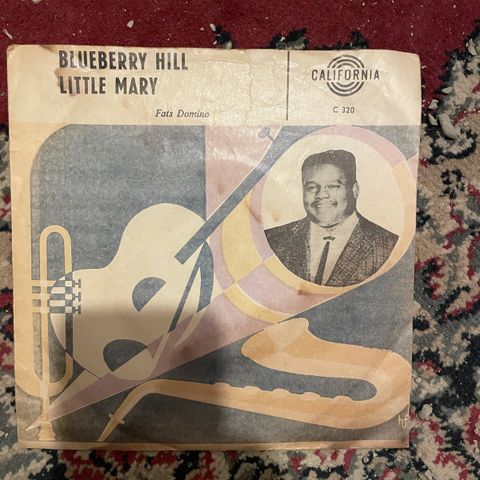 BLUEBERRY HILL
LITTLE MARY
Fats Domino
CALIFORNIA
C 320